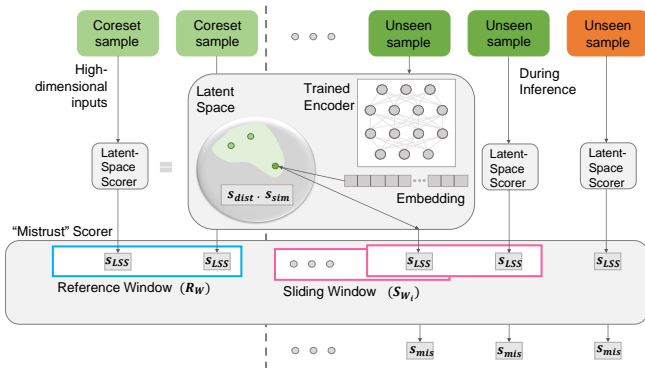 Coreset sample
Coreset sample
Unseen sample
Unseen sample
Unseen sample
High-
dimensional
inputs
Latent
Space
Trained
Encoder
During
Inference
Latent-
Space
Scorer
=
s_dist · s_sim
Embedding
Latent-
Space
Scorer
Latent-
Space
Scorer
“Mistrust” Scorer
s_LSS
s_LSS
s_LSS
s_LSS
s_LSS
Reference Window (R_W)
Sliding Window (S_W_i)
s_mis
s_mis
s_mis